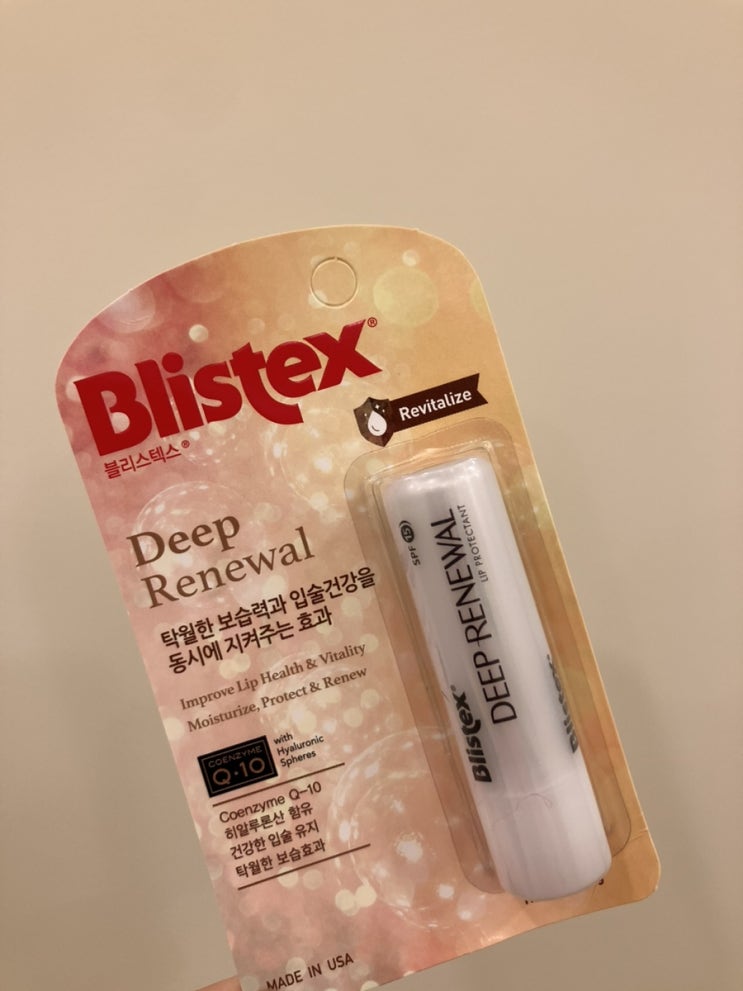 Blistex®
블리스텍스®
Revitalize
Deep
Renewal
탁월한 보습력과 입술건강을
동시에 지켜주는 효과
Improve Lip Health & Vitality
Moisturize, Protect & Renew
COENZYME
Q·10
with
Hyaluronic
Spheres
Coenzyme Q-10
히알루론산 함유
건강한 입술 유지
탁월한 보습효과
MADE IN USA
SPF 15
DEEP RENEWAL
LIP PROTECTANT
Blistex®
Blistex